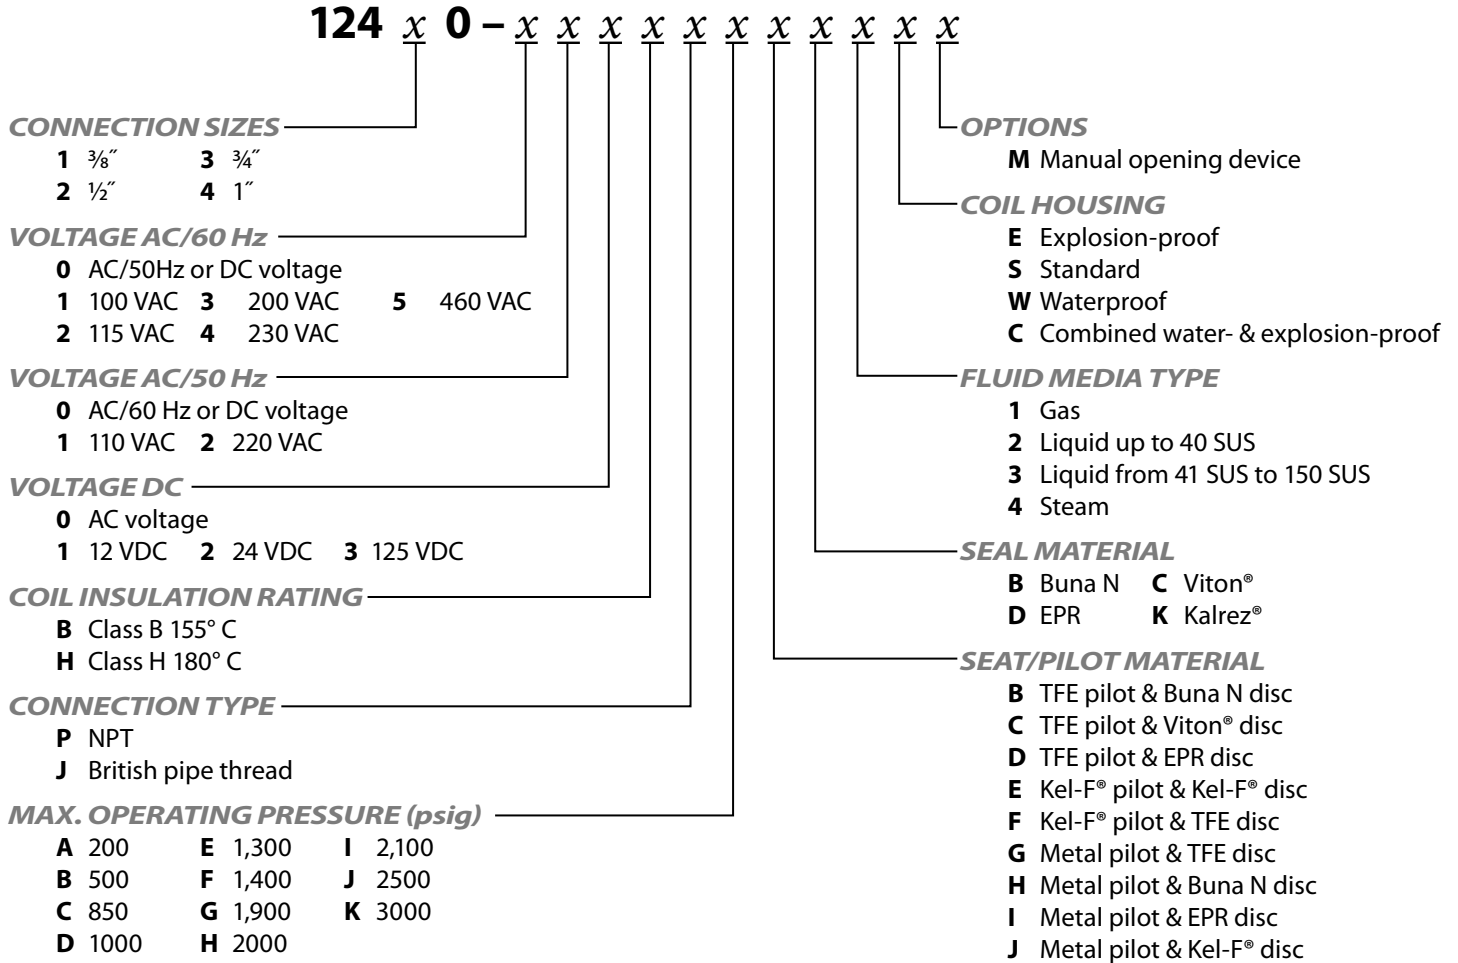 124 x 0 – x x x x x x x x x x x
CONNECTION SIZES
1 ⅜˝ 3 ¾˝
2 ½˝ 4 1˝
VOLTAGE AC/60 Hz
0 AC/50Hz or DC voltage
1 100 VAC 3 200 VAC 5 460 VAC
2 115 VAC 4 230 VAC
VOLTAGE AC/50 Hz
0 AC/60 Hz or DC voltage
1 110 VAC 2 220 VAC
VOLTAGE DC
0 AC voltage
1 12 VDC 2 24 VDC 3 125 VDC
COIL INSULATION RATING
B Class B 155° C
H Class H 180° C
CONNECTION TYPE
P NPT
J British pipe thread
MAX. OPERATING PRESSURE (psig)
A 200 E 1,300 I 2,100
B 500 F 1,400 J 2500
C 850 G 1,900 K 3000
D 1000 H 2000
OPTIONS
M Manual opening device
COIL HOUSING
E Explosion-proof
S Standard
W Waterproof
C Combined water- & explosion-proof
FLUID MEDIA TYPE
1 Gas
2 Liquid up to 40 SUS
3 Liquid from 41 SUS to 150 SUS
4 Steam
SEAL MATERIAL
B Buna N C Viton®
D EPR K Kalrez®
SEAT/PILOT MATERIAL
B TFE pilot & Buna N disc
C TFE pilot & Viton® disc
D TFE pilot & EPR disc
E Kel-F® pilot & Kel-F® disc
F Kel-F® pilot & TFE disc
G Metal pilot & TFE disc
H Metal pilot & Buna N disc
I Metal pilot & EPR disc
J Metal pilot & Kel-F® disc